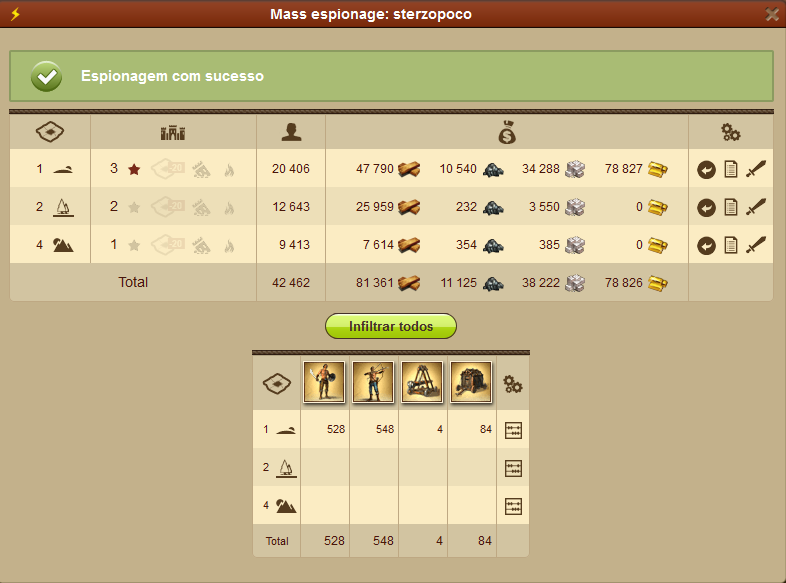 Mass espionage: sterzopoco
Espionagem com sucesso
1 3 20 406 47 790 10 540 34 288 78 827
2 2 12 643 25 959 232 3 550 0
4 1 9 413 7 614 354 385 0
Total 42 462 81 361 11 125 38 222 78 826
Infiltrar todos
1 528 548 4 84
2
4
Total 528 548 4 84